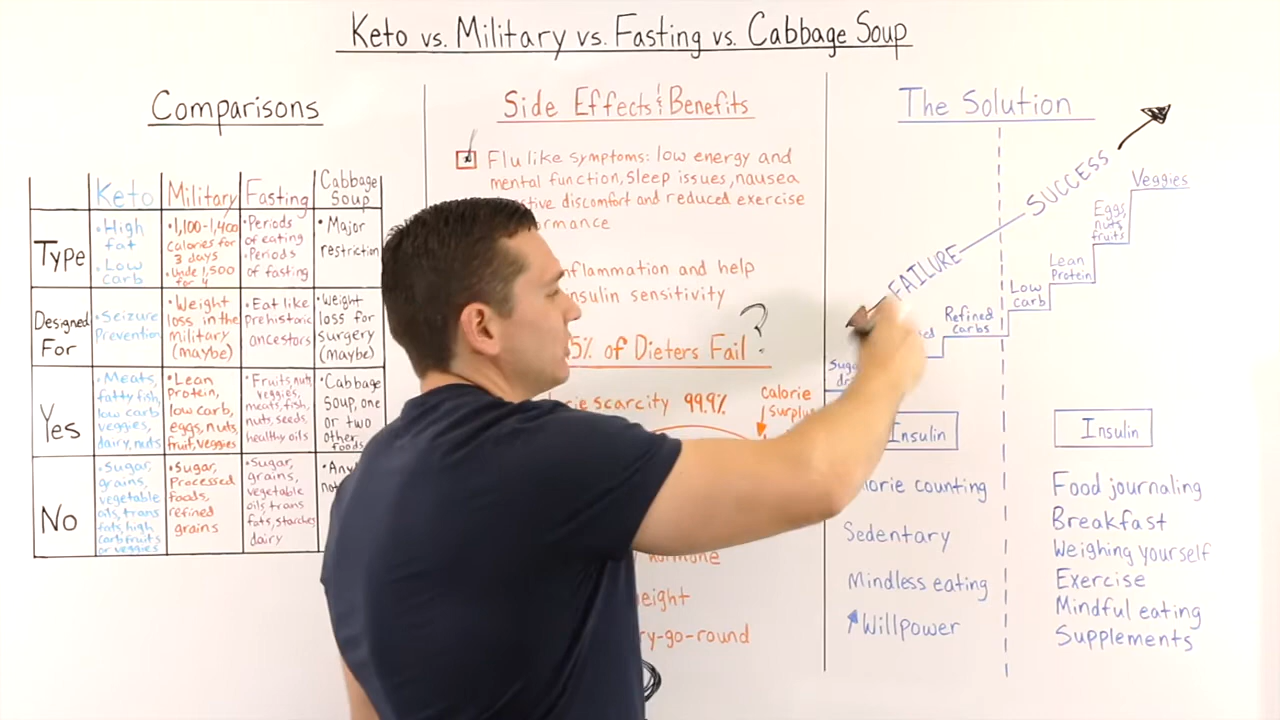 Keto vs. Military vs. Fasting vs. Cabbage Soup
Comparisons
Keto
Military
Fasting
Cabbage
Soup
Type
•High
fat
•Low
carb
•1,100-1,400
calories for
3 days
•Unde 1,500
for 4
•Periods
of eating
•Periods
of fasting
•Major
restriction
Designed
For
•Seizure
Prevention
•Weight
loss in the
military
(maybe)
•Eat like
prehistoric
ancestors
•Weight
loss for
surgery
(maybe)
Yes
•Meats,
fatty fish,
low carb
veggies,
dairy, nuts
•Lean
Protein,
low carb,
eggs, nuts,
fruit, veggies
•Fruits, nuts
veggies,
meats, fish,
nuts, seeds,
healthy oils
•Cabbage
Soup, one
or two
other
foods
No
•Sugar,
grains,
vegetable
oils, trans
fats, high
carb fruits
or veggies
•Sugar,
Processed
foods,
refined
grains
•Sugar,
grains,
vegetable
oils, trans
fats, starches
dairy
Side Effects & Benefits
Flu like symptoms: low energy and
mental function, sleep issues, nausea
discomfort and reduced exercise
inflammation and help
insulin sensitivity
5% of Dieters Fail ?
scarcity 99.9%
calorie
surplus
hormone
weight
ry-go-round
The Solution
FAILURE
SUCCESS
Refined
carbs
Low
carb
Lean
Protein
Eggs,
nuts,
fruits
Veggies
Insulin
Calorie counting
Sedentary
Mindless eating
Willpower
Insulin
Food journaling
Breakfast
Weighing yourself
Exercise
Mindful eating
Supplements